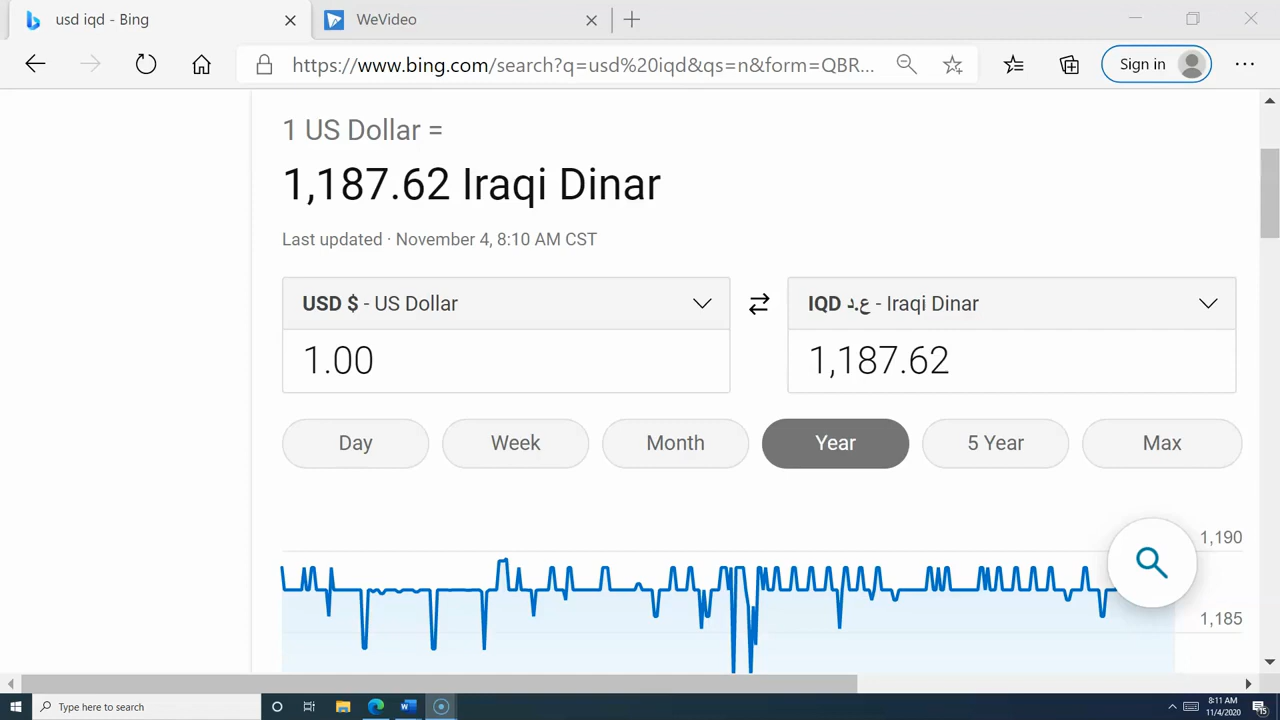 usd iqd - Bing
WeVideo
https://www.bing.com/search?q=usd%20iqd&qs=n&form=QBR...
Sign in
1 US Dollar =
1,187.62 Iraqi Dinar
Last updated · November 4, 8:10 AM CST
USD $ - US Dollar
IQD ع.د - Iraqi Dinar
1.00
1,187.62
Day
Week
Month
Year
5 Year
Max
1,190
1,185
Type here to search
8:11 AM
11/4/2020
15